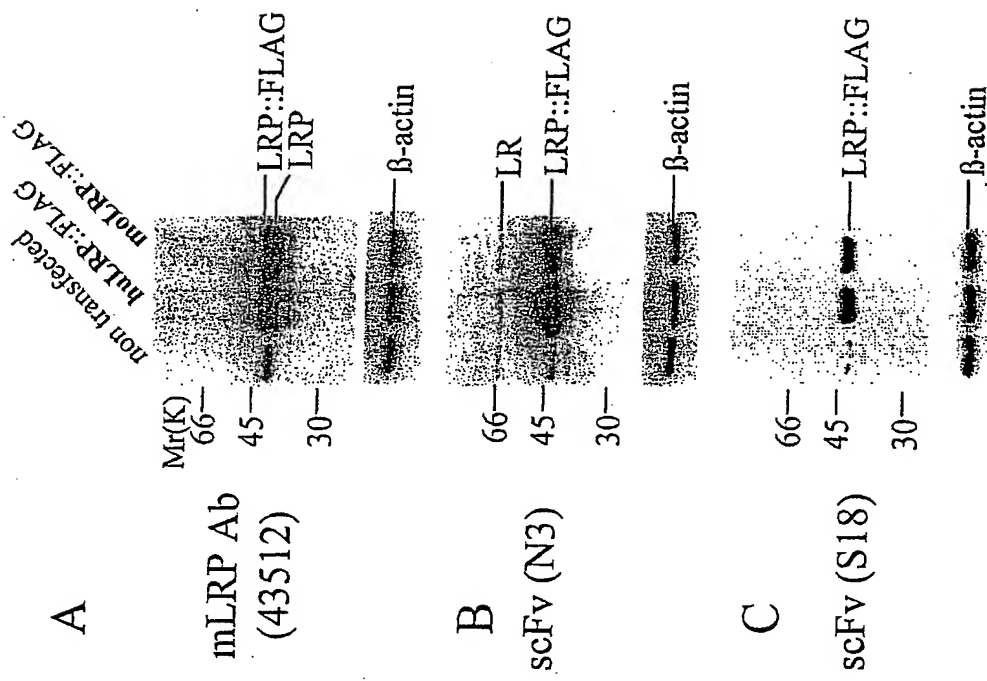 A
mLRP Ab
(43512)
Mr(K)
66
45
30
non transfected
huLRP::FLAG
moLRP::FLAG
LRP::FLAG
LRP
β-actin
B
scFv (N3)
66
45
30
LR
LRP::FLAG
β-actin
C
scFv (S18)
66
45
30
LRP::FLAG
β-actin